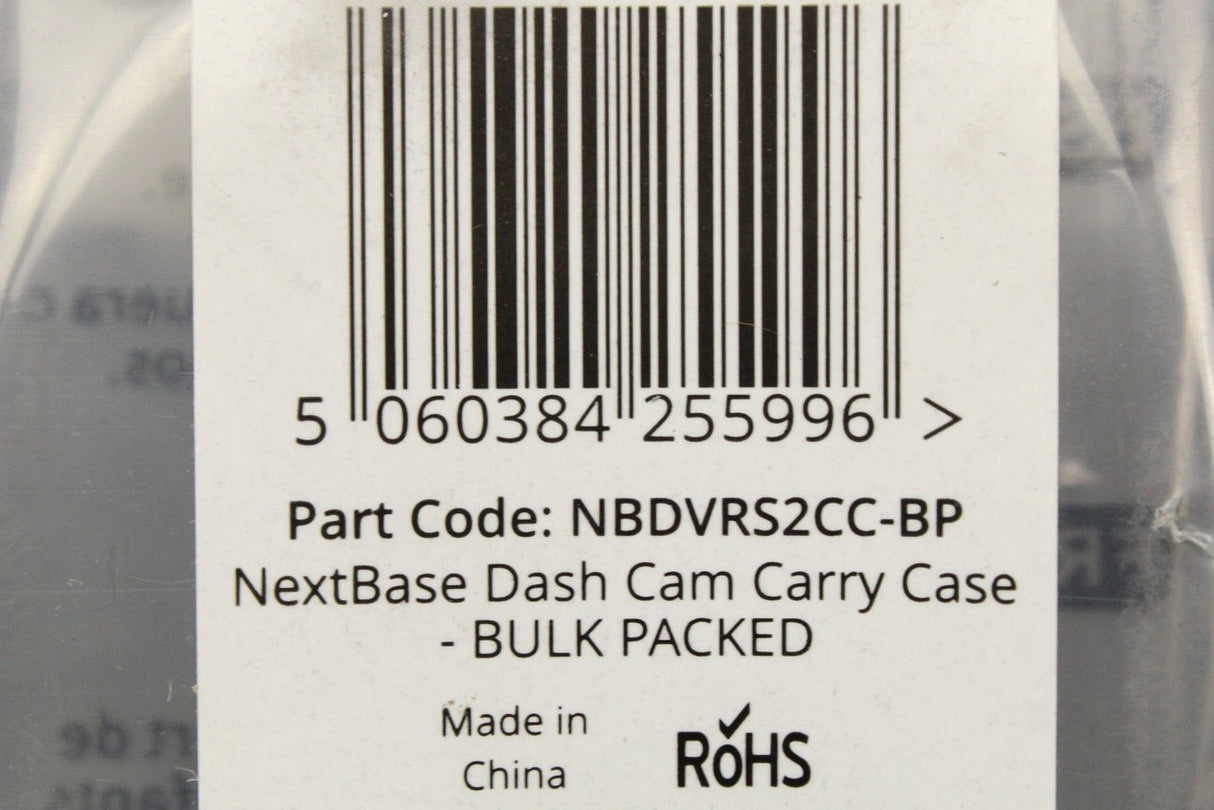 5 060384 255996 >
Part Code: NBDVRS2CC-BP
NextBase Dash Cam Carry Case
- BULK PACKED
Made in
China
RoHS